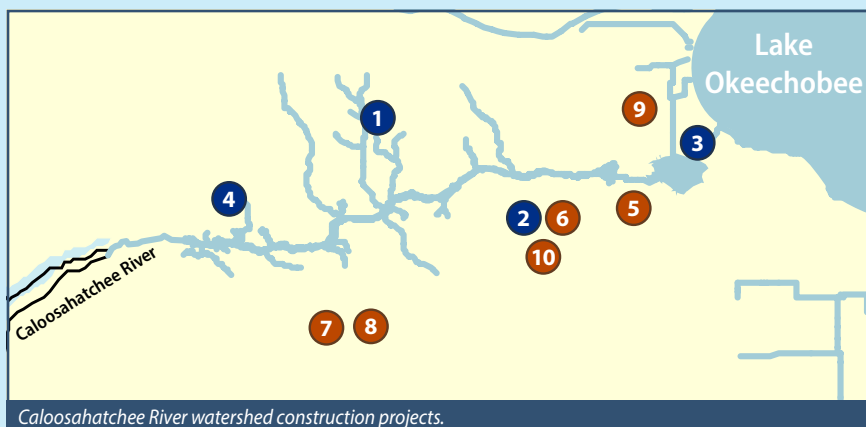 Lake
Okeechobee
9
1
3
4
5
2
6
10
Caloosahatchee River
7
8
Caloosahatchee River watershed construction projects.